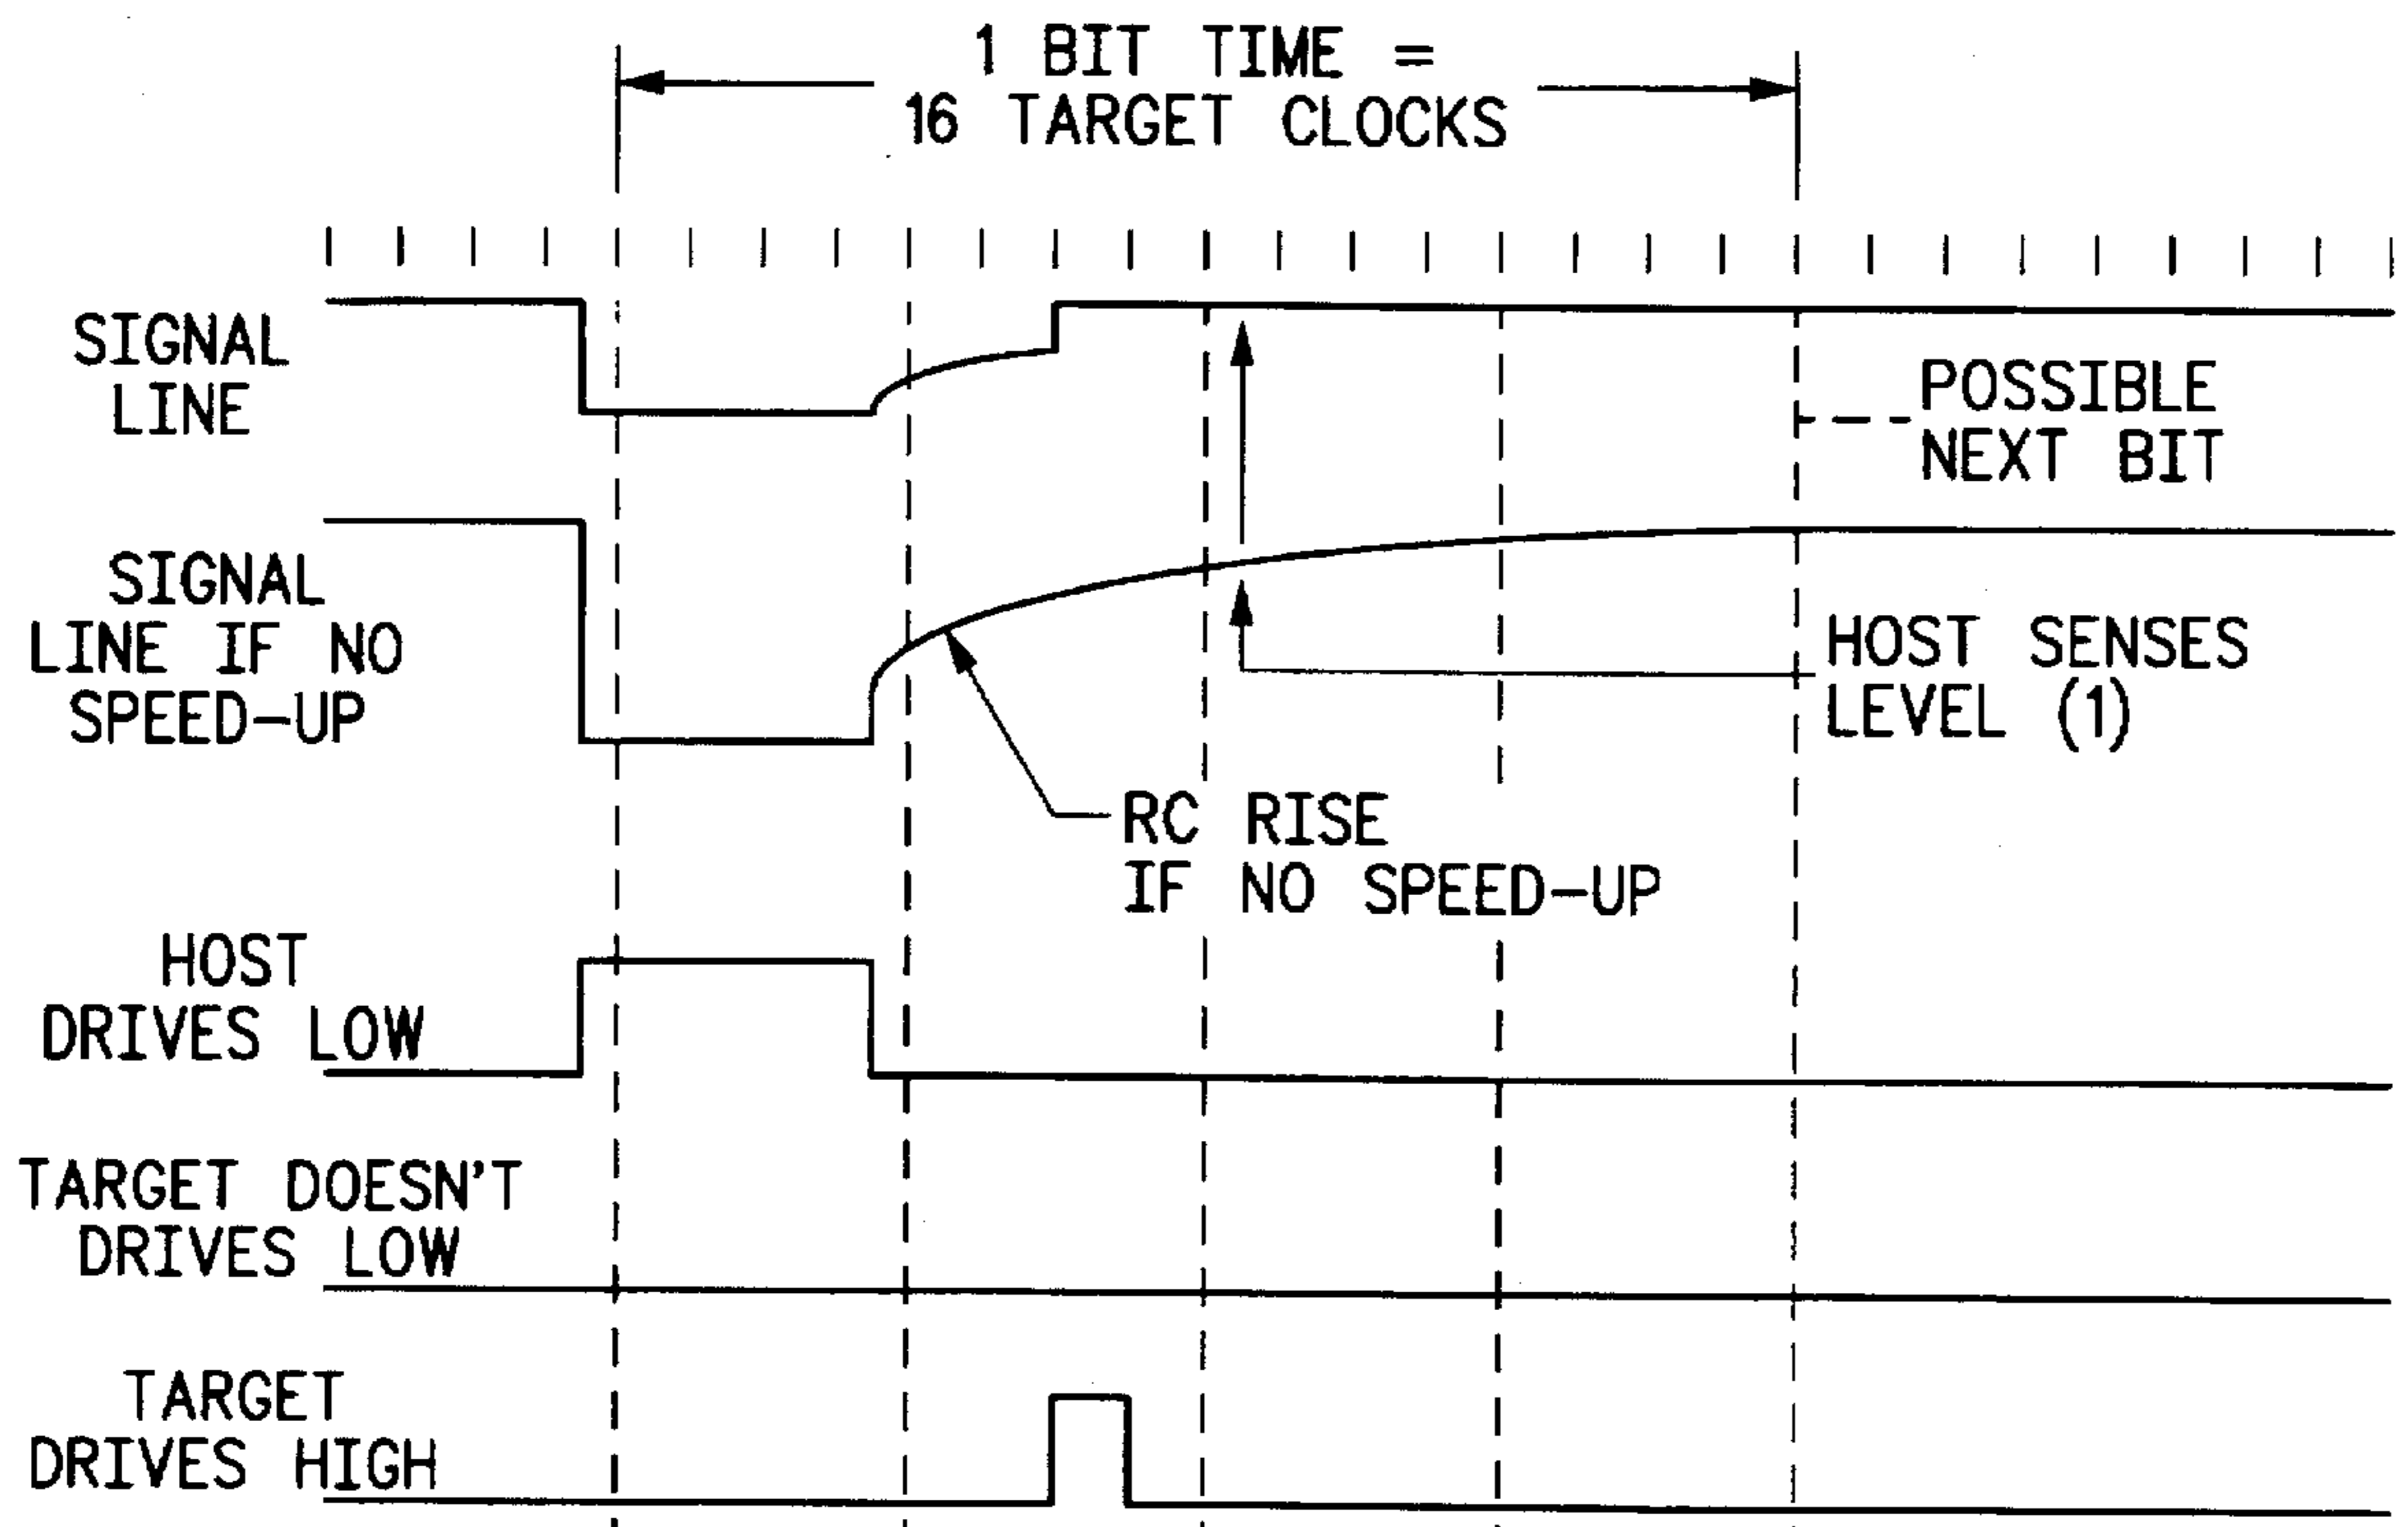 1 BIT TIME =
16 TARGET CLOCKS
SIGNAL
LINE
POSSIBLE
NEXT BIT
SIGNAL
LINE IF NO
SPEED-UP
HOST SENSES
LEVEL (1)
RC RISE
IF NO SPEED-UP
HOST
DRIVES LOW
TARGET DOESN'T
DRIVES LOW
TARGET
DRIVES HIGH